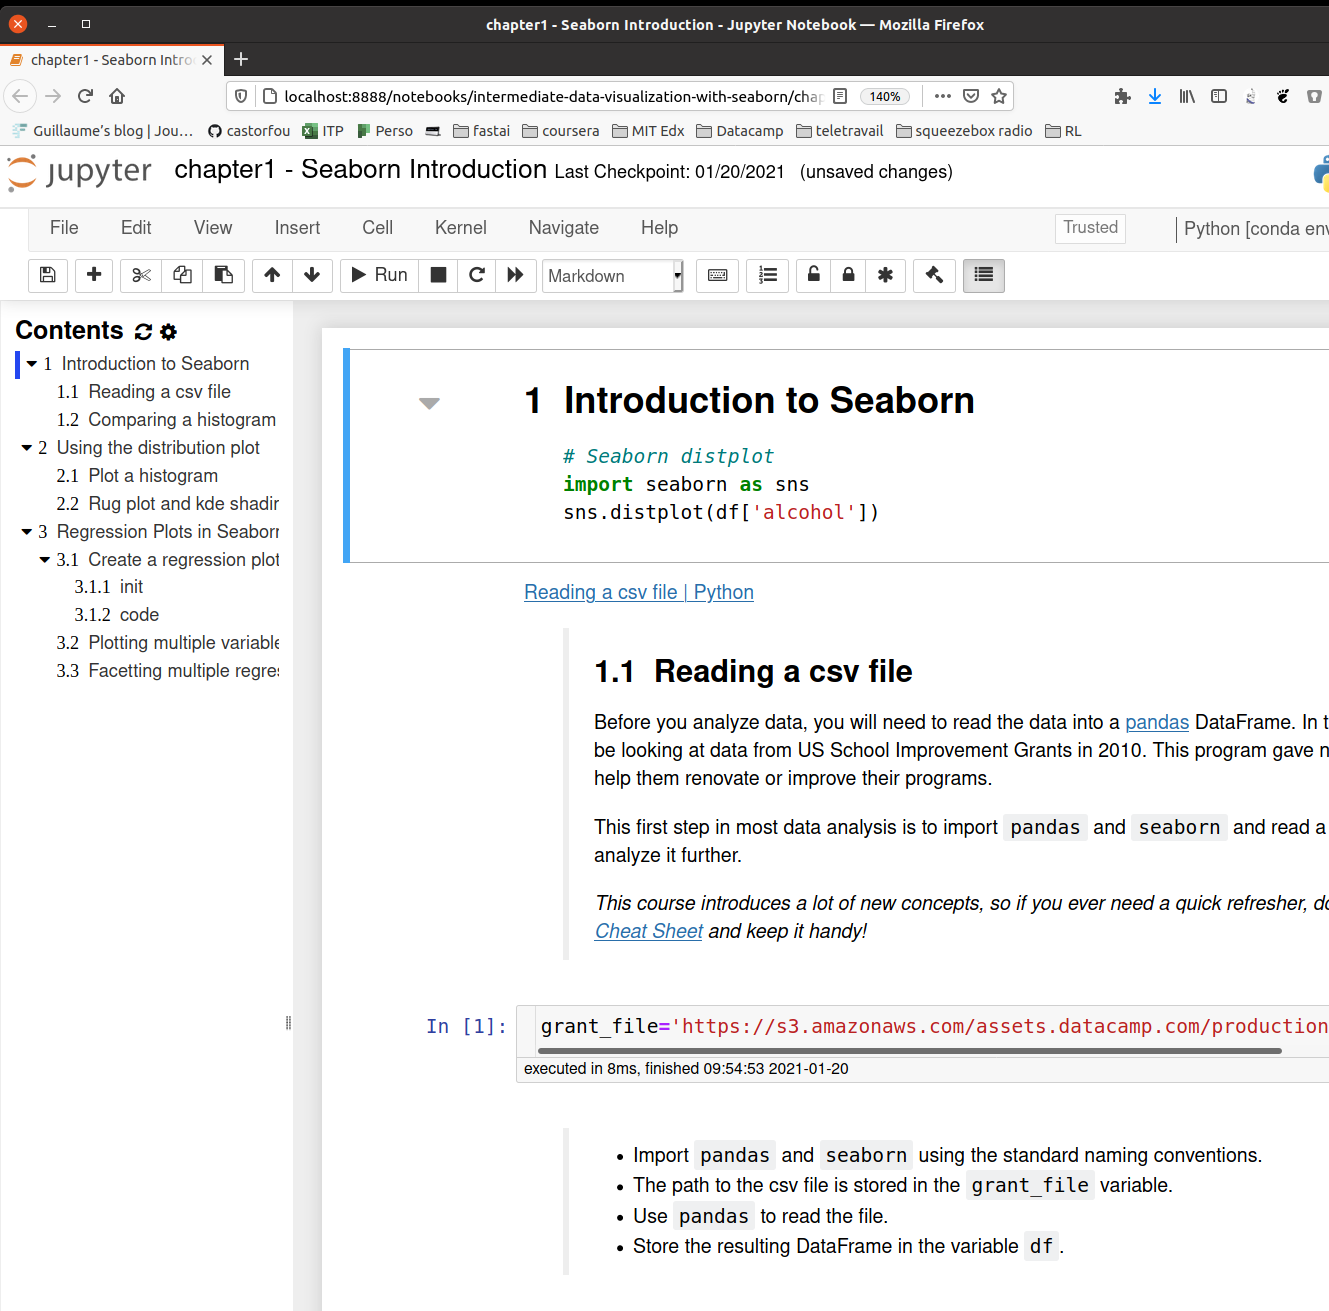 chapter1 - Seaborn Introduction - Jupyter Notebook — Mozilla Firefox
chapter1 - Seaborn Intro
localhost:8888/notebooks/intermediate-data-visualization-with-seaborn/chap
140%
Guillaume's blog | Jou… castorfou ITP Perso fastai coursera MIT Edx Datacamp teletravail squeezebox radio RL
jupyter chapter1 - Seaborn Introduction Last Checkpoint: 01/20/2021 (unsaved changes)
File Edit View Insert Cell Kernel Navigate Help Trusted Python [conda env
Run Markdown
Contents
1 Introduction to Seaborn
1.1 Reading a csv file
1.2 Comparing a histogram
2 Using the distribution plot
2.1 Plot a histogram
2.2 Rug plot and kde shadin
3 Regression Plots in Seaborn
3.1 Create a regression plot
3.1.1 init
3.1.2 code
3.2 Plotting multiple variable
3.3 Facetting multiple regres
1 Introduction to Seaborn
# Seaborn distplot
import seaborn as sns
sns.distplot(df['alcohol'])
Reading a csv file | Python
1.1 Reading a csv file
Before you analyze data, you will need to read the data into a pandas DataFrame. In t
be looking at data from US School Improvement Grants in 2010. This program gave n
help them renovate or improve their programs.
This first step in most data analysis is to import pandas and seaborn and read a
analyze it further.
This course introduces a lot of new concepts, so if you ever need a quick refresher, do
Cheat Sheet and keep it handy!
In [1]: grant_file='https://s3.amazonaws.com/assets.datacamp.com/production
executed in 8ms, finished 09:54:53 2021-01-20
• Import pandas and seaborn using the standard naming conventions.
• The path to the csv file is stored in the grant_file variable.
• Use pandas to read the file.
• Store the resulting DataFrame in the variable df.